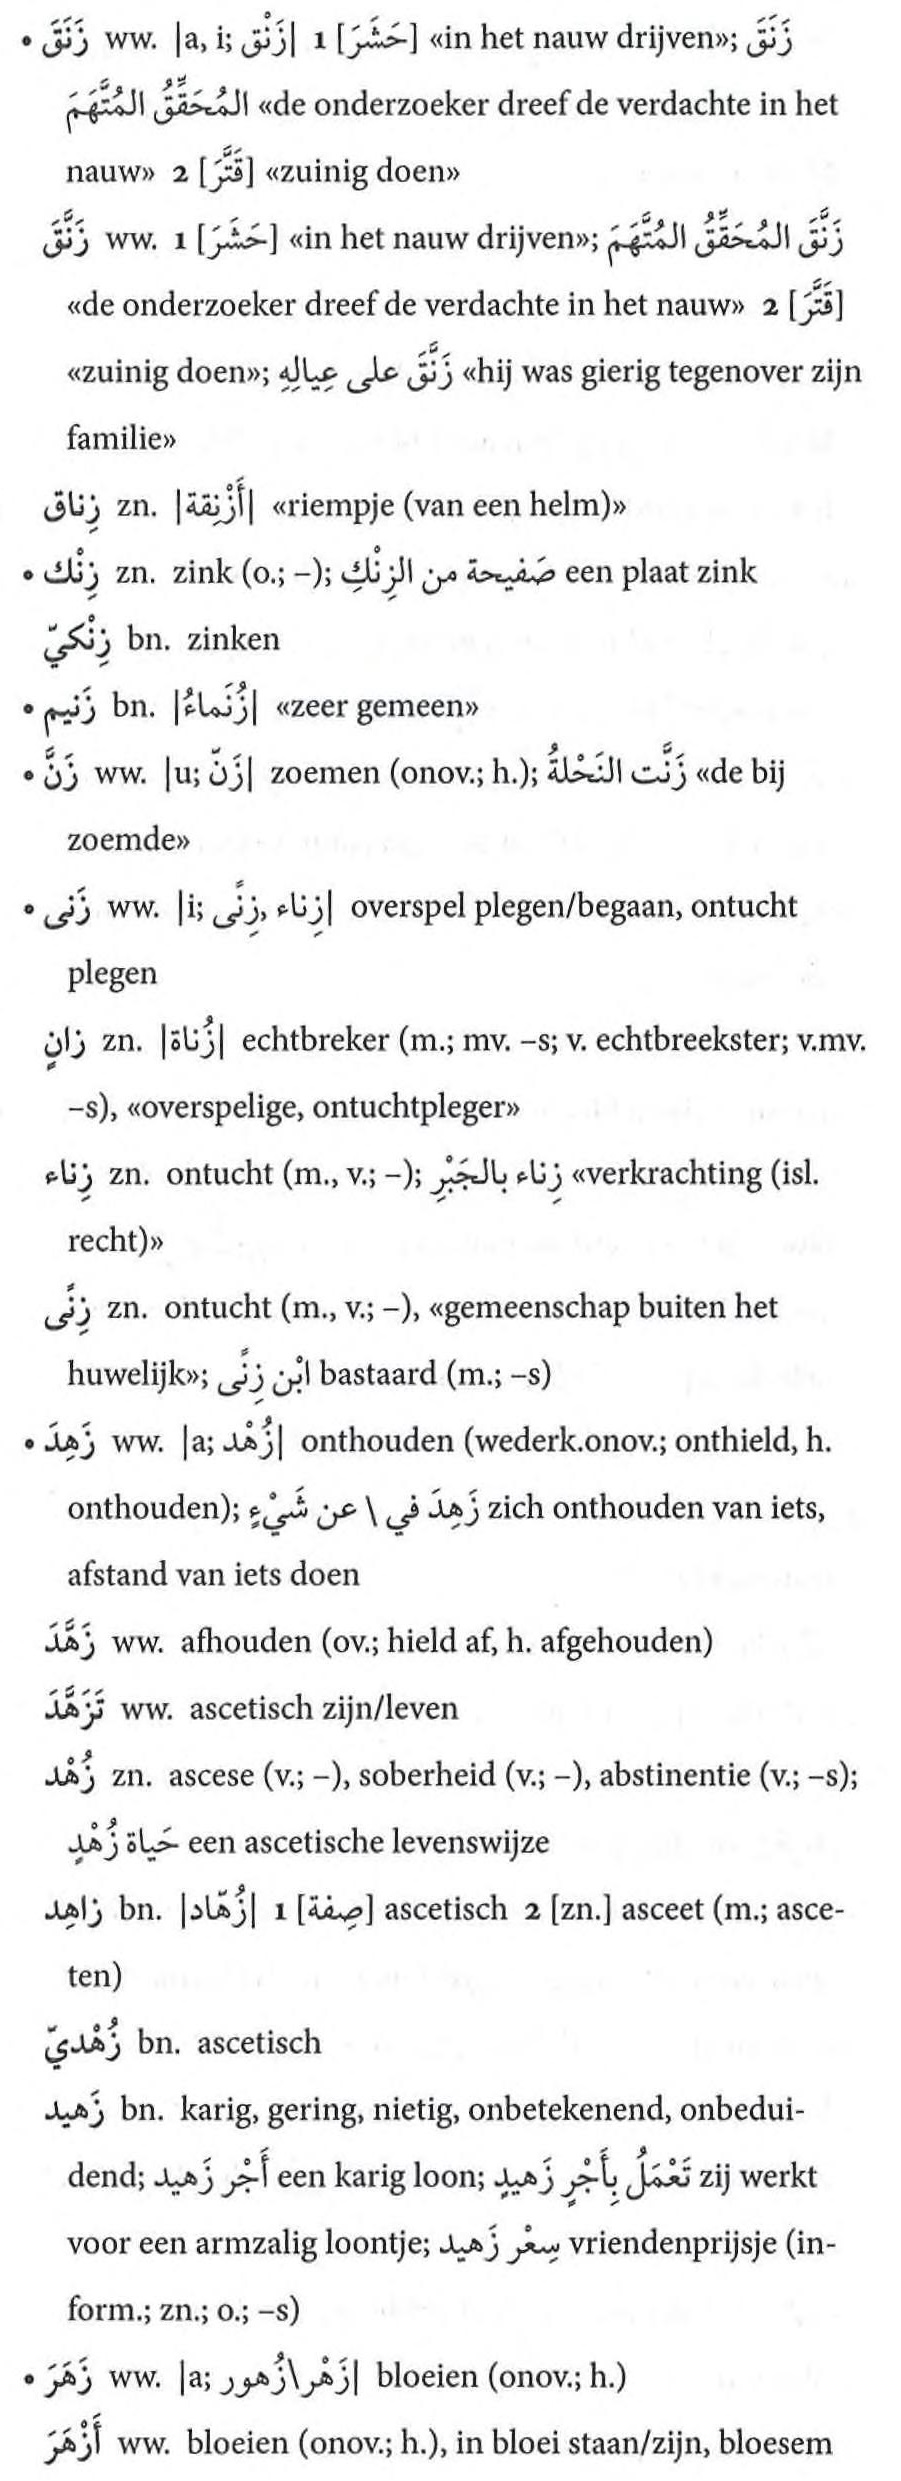 • زَنَقَ ww. |a, i; زَنْق| 1 [حَشَرَ] «in het nauw drijven»; زَنَقَ
المُحَقِّقُ المُتَّهَمَ «de onderzoeker dreef de verdachte in het
nauw» 2 [قَتَّرَ] «zuinig doen»
زَنَّقَ ww. 1 [حَشَرَ] «in het nauw drijven»; زَنَّقَ المُحَقِّقُ المُتَّهَمَ
«de onderzoeker dreef de verdachte in het nauw» 2 [قَتَّرَ]
«zuinig doen»; زَنَّقَ على عِيالِهِ «hij was gierig tegenover zijn
familie»
زِناق zn. |أَزْنِقة| «riempje (van een helm)»
• زِنْك zn. zink (o.; –); صَفيحة من الزِنْكِ een plaat zink
زِنْكيّ bn. zinken
• زَنيم bn. |زُنَماءُ| «zeer gemeen»
• زَنَّ ww. |u; زَنّ| zoemen (onov.; h.); زَنَّت النَحْلةُ «de bij
zoemde»
• زَنى ww. |i; زِناء, زِنًى| overspel plegen/begaan, ontucht
plegen
زانٍ zn. |زُناة| echtbreker (m.; mv. –s; v. echtbreekster; v.mv.
–s), «overspelige, ontuchtpleger»
زِناء zn. ontucht (m., v.; –); زِناء بالجَبْرِ «verkrachting (isl.
recht)»
زِنًى zn. ontucht (m., v.; –), «gemeenschap buiten het
huwelijk»; ابْن زِنًى bastaard (m.; –s)
• زَهِدَ ww. |a; زُهْد| onthouden (wederk.onov.; onthield, h.
onthouden); زَهِدَ في \ عن شَيْءٍ zich onthouden van iets,
afstand van iets doen
زَهَّدَ ww. afhouden (ov.; hield af, h. afgehouden)
تَزَهَّدَ ww. ascetisch zijn/leven
زُهْد zn. ascese (v.; –), soberheid (v.; –), abstinentie (v.; –s);
حَياة زُهْدٍ een ascetische levenswijze
زاهِد bn. |زُهّاد| 1 [صِفة] ascetisch 2 [zn.] asceet (m.; asce-
ten)
زُهْديّ bn. ascetisch
زَهيد bn. karig, gering, nietig, onbetekenend, onbedui-
dend; أَجْر زَهيد een karig loon; تَعْمَلُ بِأَجْرٍ زَهيدٍ zij werkt
voor een armzalig loontje; سِعْر زَهيد vriendenprijsje (in-
form.; zn.; o.; –s)
• زَهَرَ ww. |a; زَهْر\زُهور| bloeien (onov.; h.)
أَزْهَرَ ww. bloeien (onov.; h.), in bloei staan/zijn, bloesem